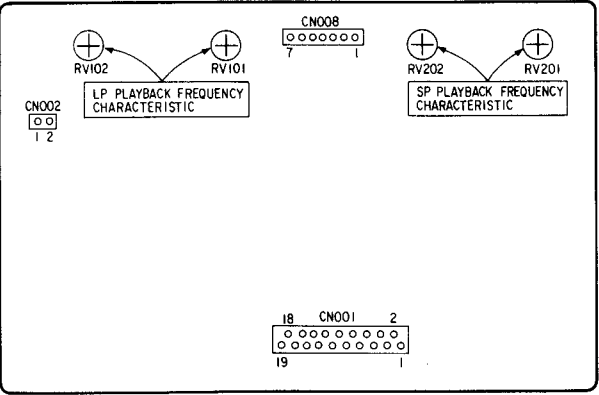 CN008
7 1
RV102 RV101 RV202 RV201
LP PLAYBACK FREQUENCY
CHARACTERISTIC
SP PLAYBACK FREQUENCY
CHARACTERISTIC
CN002
1 2
18 CN001 2
19 1